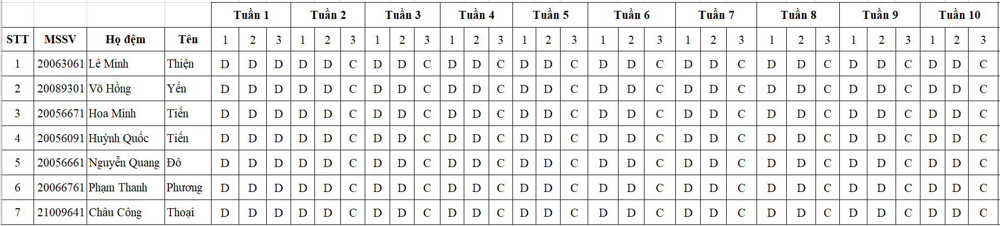 Tuần 1 Tuần 2 Tuần 3 Tuần 4 Tuần 5 Tuần 6 Tuần 7 Tuần 8 Tuần 9 Tuần 10
STT MSSV Họ đệm Tên 1 2 3 1 2 3 1 2 3 1 2 3 1 2 3 1 2 3 1 2 3 1 2 3 1 2 3 1 2 3
1 20063061 Lê Minh Thiện D D D D D C D D C D D C D D C D D C D D C D D C D D C D D C
2 20089301 Võ Hồng Yến D D D D D C D D C D D C D D C D D C D D C D D C D D C D D C
3 20056671 Hoa Minh Tiến D D D D D C D D C D D C D D C D D C D D C D D C D D C D D C
4 20056091 Huỳnh Quốc Tiến D D D D D C D D C D D C D D C D D C D D C D D C D D C D D C
5 20056661 Nguyễn Quang Đô D D D D D C D D C D D C D D C D D C D D C D D C D D C D D C
6 20066761 Phạm Thanh Phương D D D D D C D D C D D C D D C D D C D D C D D C D D C D D C
7 21009641 Châu Công Thoại D D D D D C D D C D D C D D C D D C D D C D D C D D C D D C